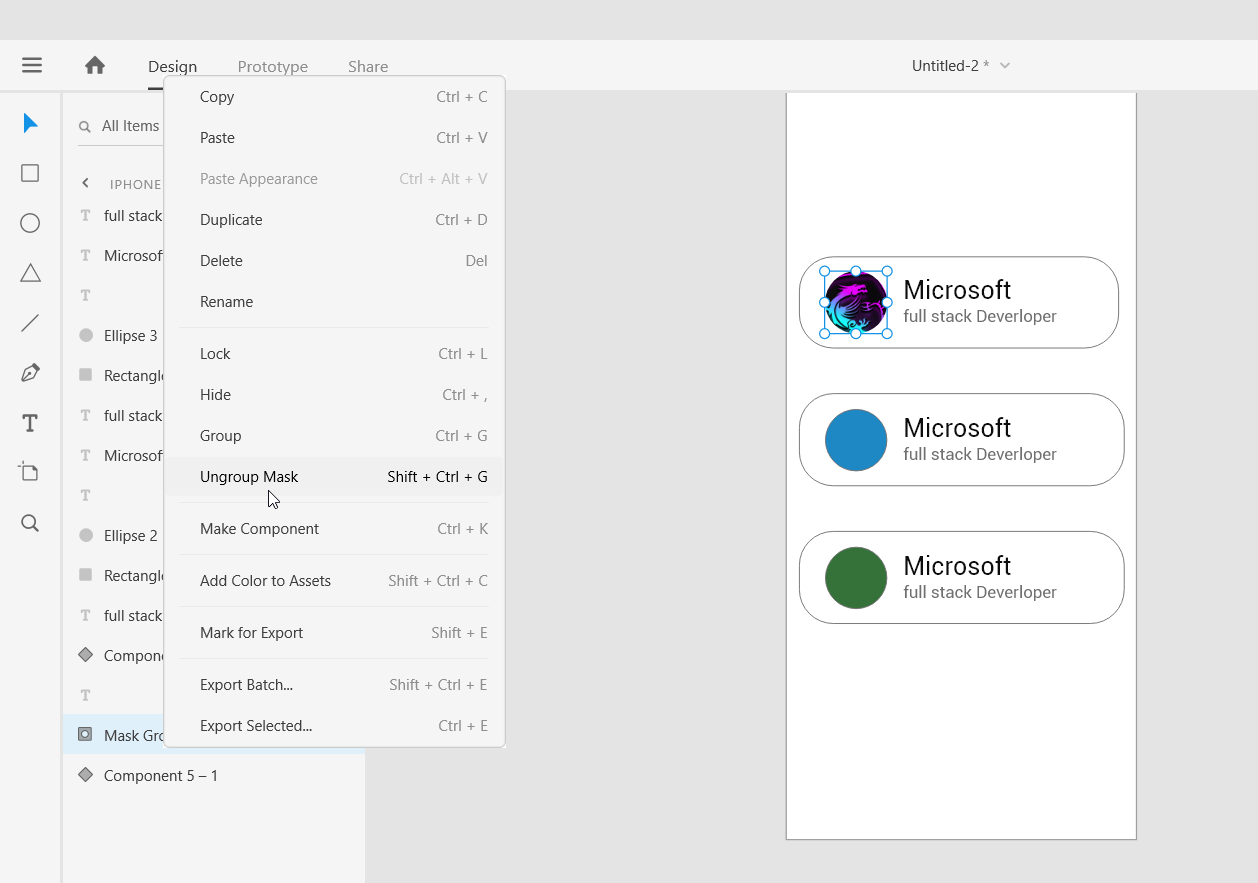 Design Prototype Share Untitled-2 *
All Items
IPHONE
full stack
Microsof
T
Ellipse 3
Rectangle
full stack
Microsof
T
Ellipse 2
Rectangle
full stack
Compone
T
Mask Gro
Component 5 – 1
Copy Ctrl + C
Paste Ctrl + V
Paste Appearance Ctrl + Alt + V
Duplicate Ctrl + D
Delete Del
Rename
Lock Ctrl + L
Hide Ctrl + ,
Group Ctrl + G
Ungroup Mask Shift + Ctrl + G
Make Component Ctrl + K
Add Color to Assets Shift + Ctrl + C
Mark for Export Shift + E
Export Batch... Shift + Ctrl + E
Export Selected... Ctrl + E
Microsoft
full stack Deverloper
Microsoft
full stack Deverloper
Microsoft
full stack Deverloper